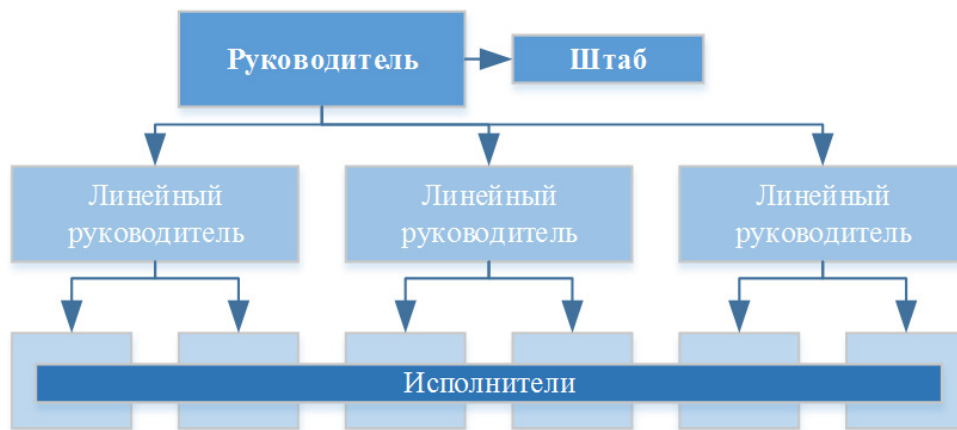 Руководитель
Штаб
Линейный
руководитель
Линейный
руководитель
Линейный
руководитель
Исполнители